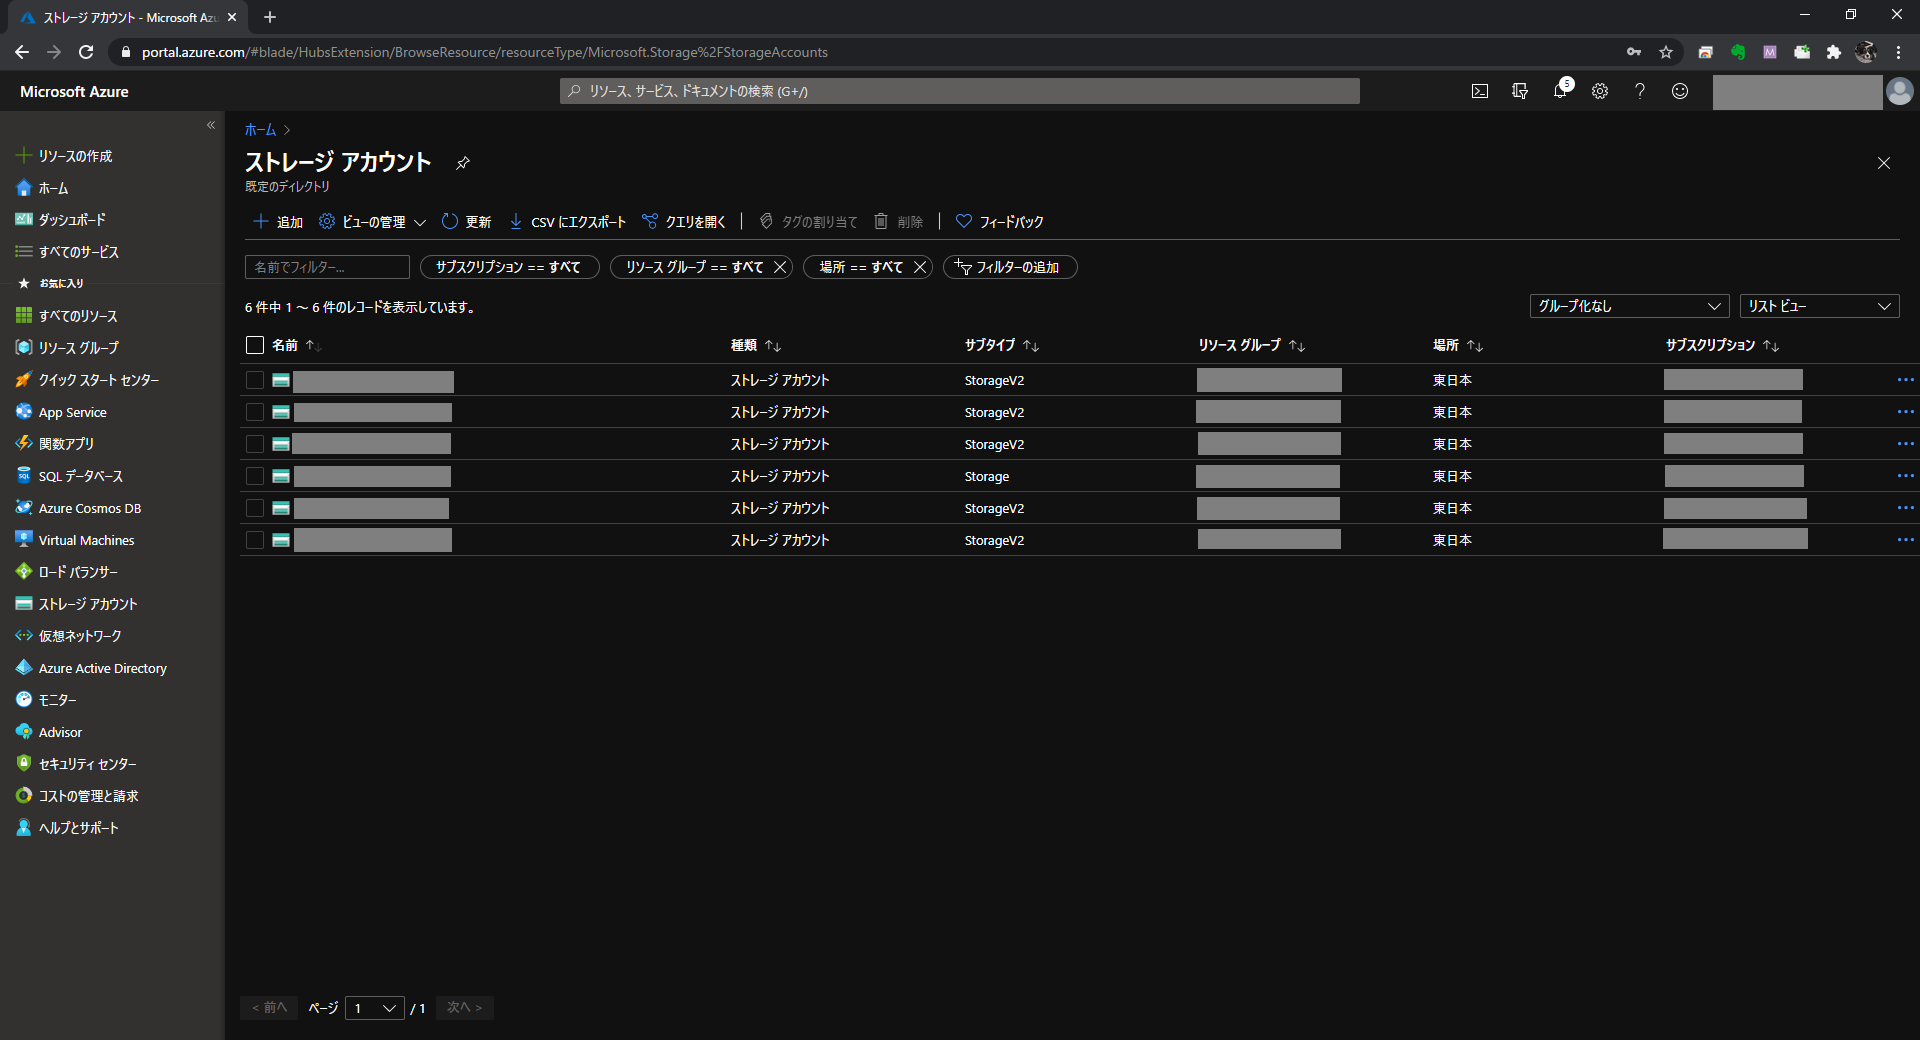 ストレージ アカウント - Microsoft Azu
portal.azure.com/#blade/HubsExtension/BrowseResource/resourceType/Microsoft.Storage%2FStorageAccounts
Microsoft Azure
リソース、サービス、ドキュメントの検索 (G+/)
5
«
リソースの作成
ホーム
ダッシュボード
すべてのサービス
お気に入り
すべてのリソース
リソース グループ
クイック スタート センター
App Service
関数アプリ
SQL データベース
Azure Cosmos DB
Virtual Machines
ロード バランサー
ストレージ アカウント
仮想ネットワーク
Azure Active Directory
モニター
Advisor
セキュリティ センター
コストの管理と請求
ヘルプとサポート
ホーム >
ストレージ アカウント
既定のディレクトリ
追加 ビューの管理 更新 CSV にエクスポート クエリを開く タグの割り当て 削除 フィードバック
名前でフィルター... サブスクリプション == すべて リソース グループ == すべて 場所 == すべて フィルターの追加
6 件中 1 ～ 6 件のレコードを表示しています。 グループ化なし リスト ビュー
名前 ↑↓ 種類 ↑↓ サブタイプ ↑↓ リソース グループ ↑↓ 場所 ↑↓ サブスクリプション ↑↓
ストレージ アカウント StorageV2 東日本 ...
ストレージ アカウント StorageV2 東日本 ...
ストレージ アカウント StorageV2 東日本 ...
ストレージ アカウント Storage 東日本 ...
ストレージ アカウント StorageV2 東日本 ...
ストレージ アカウント StorageV2 東日本 ...
< 前へ ページ 1 / 1 次へ >